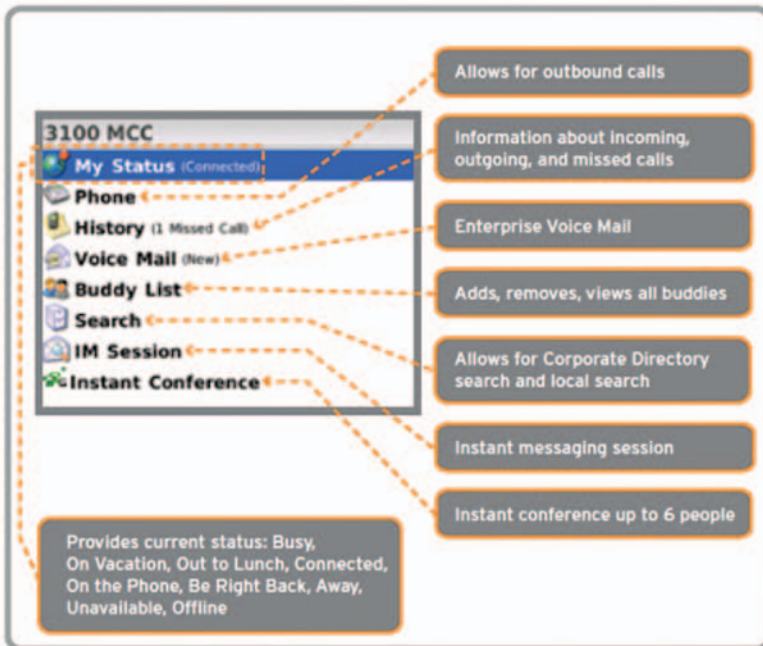 3100 MCC
My Status (Connected)
Phone
History (1 Missed Call)
Voice Mail (New)
Buddy List
Search
IM Session
Instant Conference
Allows for outbound calls
Information about incoming,
outgoing, and missed calls
Enterprise Voice Mail
Adds, removes, views all buddies
Allows for Corporate Directory
search and local search
Instant messaging session
Instant conference up to 6 people
Provides current status: Busy,
On Vacation, Out to Lunch, Connected,
On the Phone, Be Right Back, Away,
Unavailable, Offline